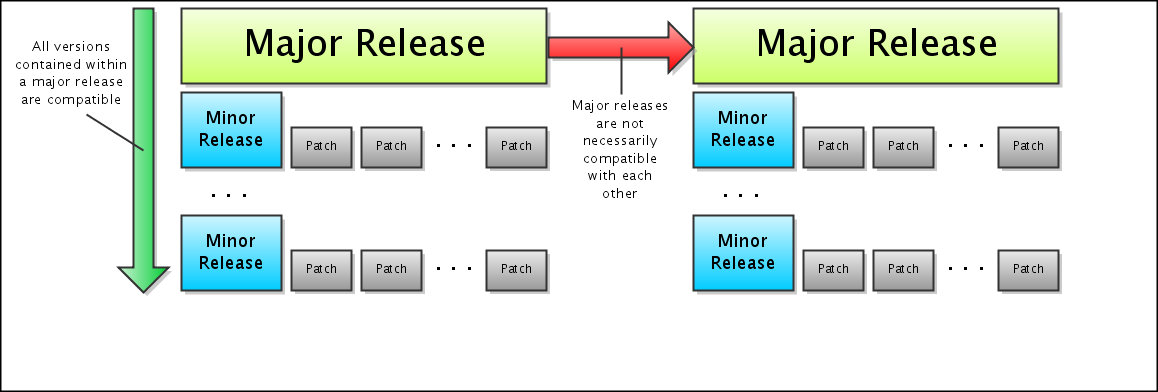 All versions
contained within
a major release
are compatible
Major Release
Major releases
are not
necessarily
compatible
with each
other
Major Release
Minor
Release
Patch
Patch
. . .
Patch
. . .
Minor
Release
Patch
Patch
. . .
Patch
Minor
Release
Patch
Patch
. . .
Patch
. . .
Minor
Release
Patch
Patch
. . .
Patch